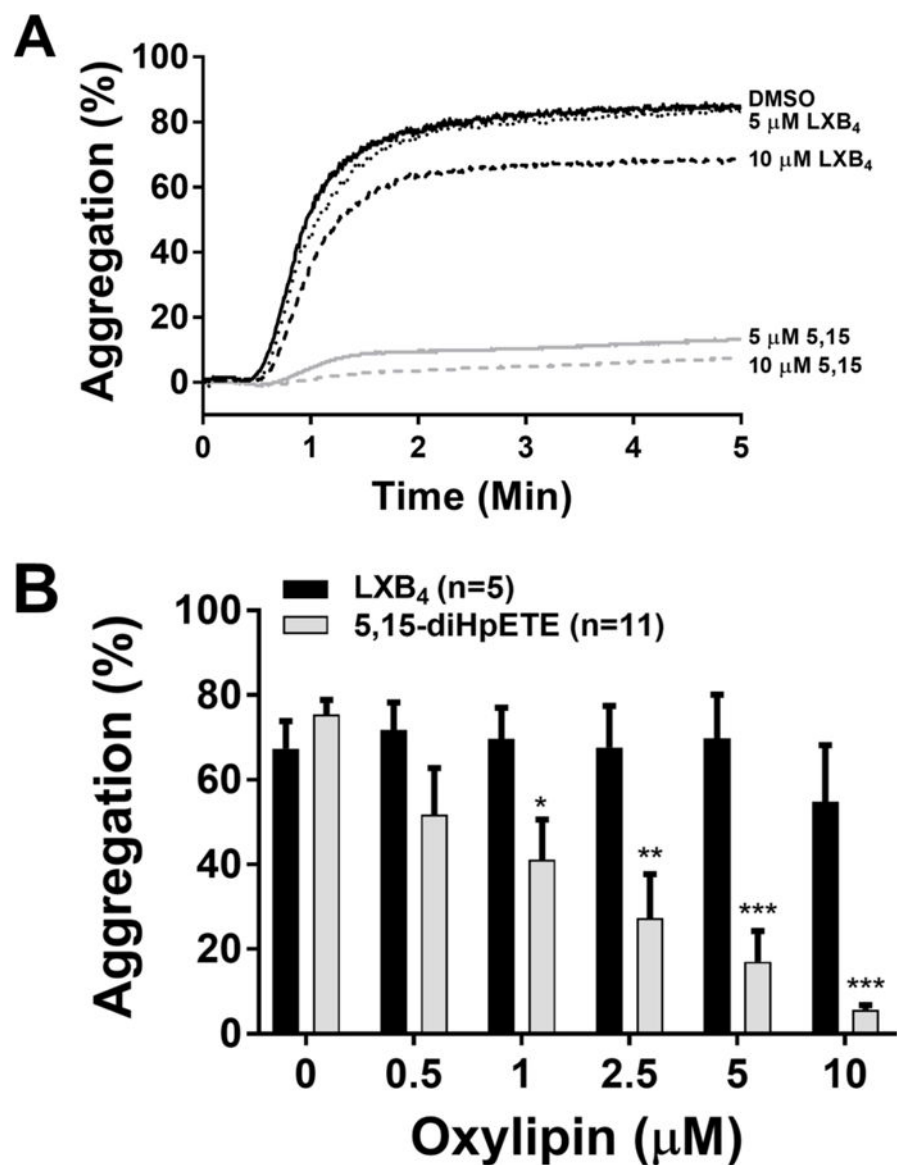 A
Aggregation (%)
100
80
60
40
20
0
DMSO
5 μM LXB₄
10 μM LXB₄
5 μM 5,15
10 μM 5,15
0 1 2 3 4 5
Time (Min)
B
LXB₄ (n=5)
5,15-diHpETE (n=11)
Aggregation (%)
100
80
60
40
20
0
* ** *** ***
0 0.5 1 2.5 5 10
Oxylipin (μM)